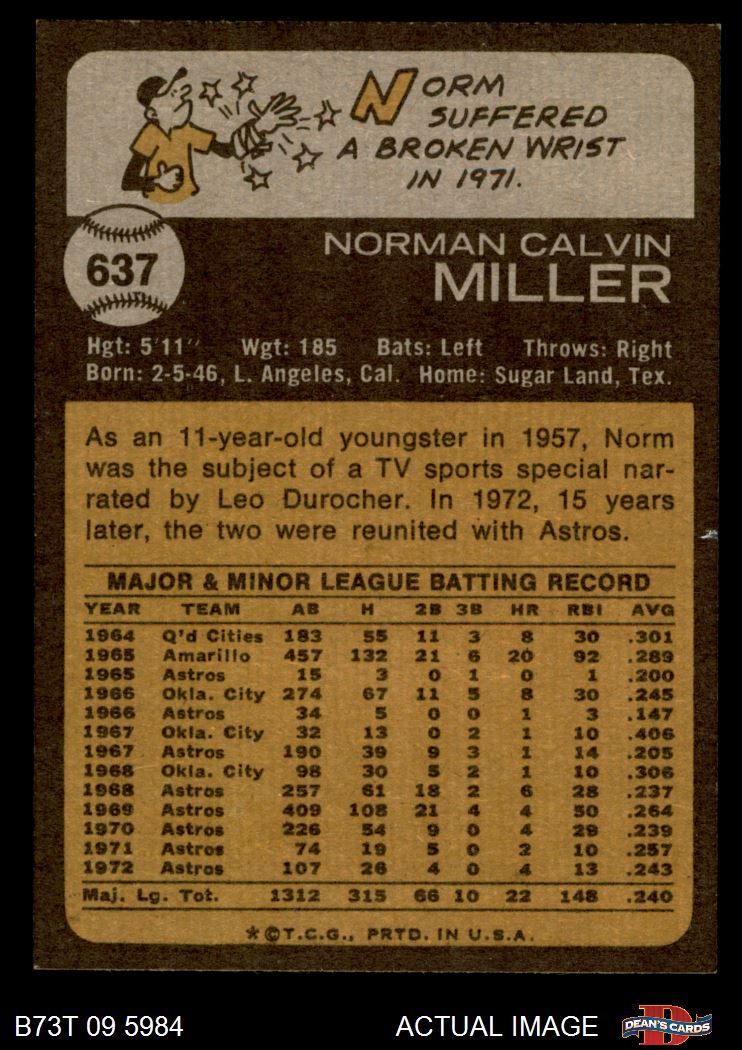 NORM
SUFFERED
A BROKEN WRIST
IN 1971.
637
NORMAN CALVIN
MILLER
Hgt: 5'11" Wgt: 185 Bats: Left Throws: Right
Born: 2-5-46, L. Angeles, Cal. Home: Sugar Land, Tex.
As an 11-year-old youngster in 1957, Norm
was the subject of a TV sports special nar-
rated by Leo Durocher. In 1972, 15 years
later, the two were reunited with Astros.
MAJOR & MINOR LEAGUE BATTING RECORD
YEAR TEAM AB H 2B 3B HR RBI AVG
1964 Q'd Cities 183 55 11 3 8 30 .301
1965 Amarillo 457 132 21 6 20 92 .289
1965 Astros 15 3 0 1 0 1 .200
1966 Okla. City 274 67 11 5 8 30 .245
1966 Astros 34 5 0 0 1 3 .147
1967 Okla. City 32 13 0 2 1 10 .406
1967 Astros 190 39 9 3 1 14 .205
1968 Okla. City 98 30 5 2 1 10 .306
1968 Astros 257 61 18 2 6 28 .237
1969 Astros 409 108 21 4 4 50 .264
1970 Astros 226 54 9 0 4 29 .239
1971 Astros 74 19 5 0 2 10 .257
1972 Astros 107 26 4 0 4 13 .243
Maj. Lg. Tot. 1312 315 66 10 22 148 .240
*©T.C.G., PRTD. IN U.S.A.
B73T 09 5984 ACTUAL IMAGE D DEAN'S CARDS